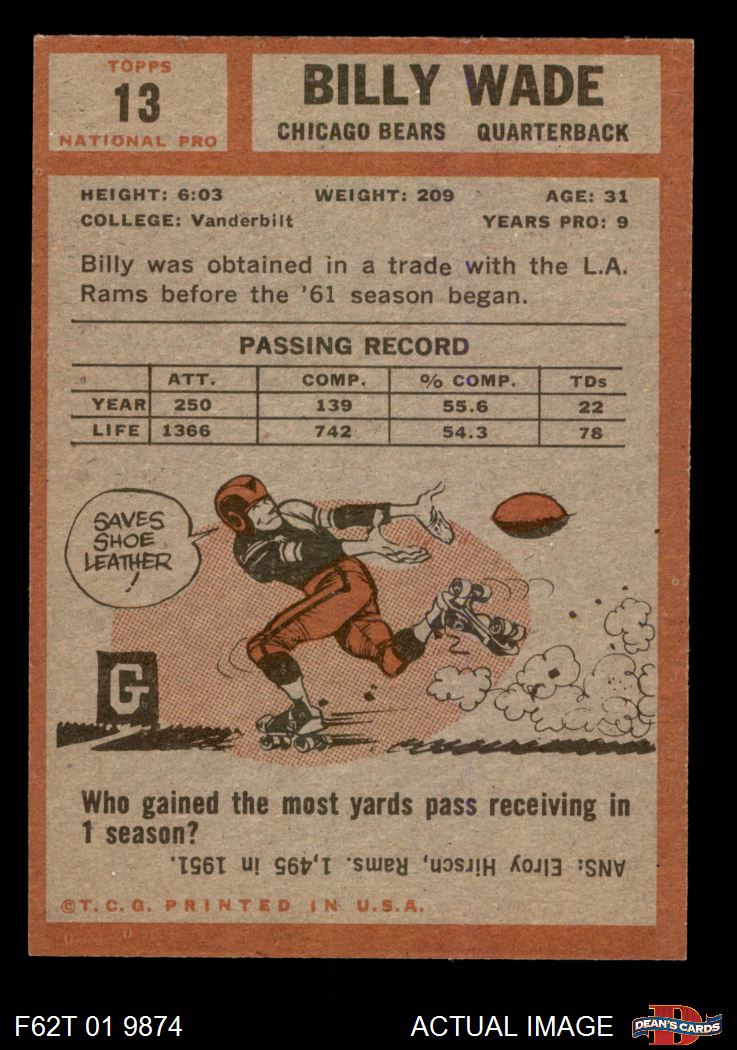 TOPPS
13
NATIONAL PRO
BILLY WADE
CHICAGO BEARS QUARTERBACK
HEIGHT: 6:03 WEIGHT: 209 AGE: 31
COLLEGE: Vanderbilt YEARS PRO: 9
Billy was obtained in a trade with the L.A.
Rams before the '61 season began.
PASSING RECORD
ATT. COMP. % COMP. TDs
YEAR 250 139 55.6 22
LIFE 1366 742 54.3 78
SAVES
SHOE
LEATHER
!
G
Who gained the most yards pass receiving in
1 season?
ANS: Elroy Hirsch, Rams. 1,495 in 1951.
©T.C.G. PRINTED IN U.S.A.
F62T 01 9874 ACTUAL IMAGE
D
DEAN'S CARDS